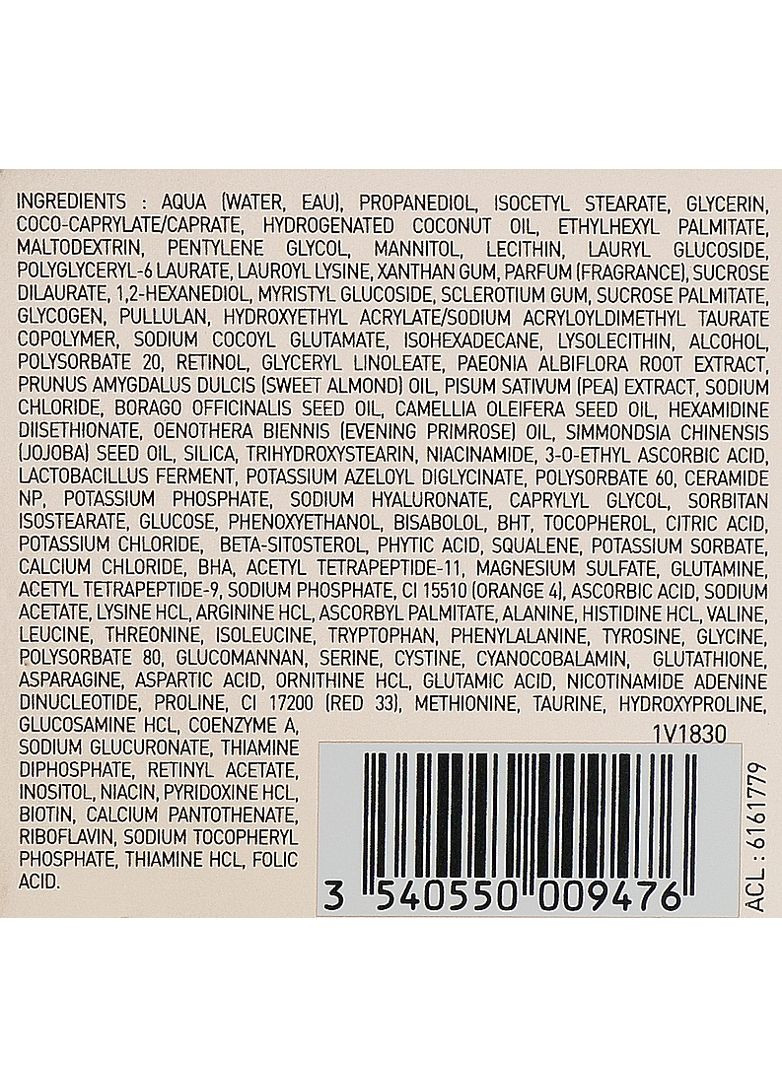 INGREDIENTS : AQUA (WATER, EAU), PROPANEDIOL, ISOCETYL STEARATE, GLYCERIN,
COCO-CAPRYLATE/CAPRATE, HYDROGENATED COCONUT OIL, ETHYLHEXYL PALMITATE,
MALTODEXTRIN, PENTYLENE GLYCOL, MANNITOL, LECITHIN, LAURYL GLUCOSIDE,
POLYGLYCERYL-6 LAURATE, LAUROYL LYSINE, XANTHAN GUM, PARFUM (FRAGRANCE), SUCROSE
DILAURATE, 1,2-HEXANEDIOL, MYRISTYL GLUCOSIDE, SCLEROTIUM GUM, SUCROSE PALMITATE,
GLYCOGEN, PULLULAN, HYDROXYETHYL ACRYLATE/SODIUM ACRYLOYLDIMETHYL TAURATE
COPOLYMER, SODIUM COCOYL GLUTAMATE, ISOHEXADECANE, LYSOLECITHIN, ALCOHOL,
POLYSORBATE 20, RETINOL, GLYCERYL LINOLEATE, PAEONIA ALBIFLORA ROOT EXTRACT,
PRUNUS AMYGDALUS DULCIS (SWEET ALMOND) OIL, PISUM SATIVUM (PEA) EXTRACT, SODIUM
CHLORIDE, BORAGO OFFICINALIS SEED OIL, CAMELLIA OLEIFERA SEED OIL, HEXAMIDINE
DIISETHIONATE, OENOTHERA BIENNIS (EVENING PRIMROSE) OIL, SIMMONDSIA CHINENSIS
(JOJOBA) SEED OIL, SILICA, TRIHYDROXYSTEARIN, NIACINAMIDE, 3-O-ETHYL ASCORBIC ACID,
LACTOBACILLUS FERMENT, POTASSIUM AZELOYL DIGLYCINATE, POLYSORBATE 60, CERAMIDE
NP, POTASSIUM PHOSPHATE, SODIUM HYALURONATE, CAPRYLYL GLYCOL, SORBITAN
ISOSTEARATE, GLUCOSE, PHENOXYETHANOL, BISABOLOL, BHT, TOCOPHEROL, CITRIC ACID,
POTASSIUM CHLORIDE, BETA-SITOSTEROL, PHYTIC ACID, SQUALENE, POTASSIUM SORBATE,
CALCIUM CHLORIDE, BHA, ACETYL TETRAPEPTIDE-11, MAGNESIUM SULFATE, GLUTAMINE,
ACETYL TETRAPEPTIDE-9, SODIUM PHOSPHATE, CI 15510 (ORANGE 4), ASCORBIC ACID, SODIUM
ACETATE, LYSINE HCL, ARGININE HCL, ASCORBYL PALMITATE, ALANINE, HISTIDINE HCL, VALINE,
LEUCINE, THREONINE, ISOLEUCINE, TRYPTOPHAN, PHENYLALANINE, TYROSINE, GLYCINE,
POLYSORBATE 80, GLUCOMANNAN, SERINE, CYSTINE, CYANOCOBALAMIN, GLUTATHIONE,
ASPARAGINE, ASPARTIC ACID, ORNITHINE HCL, GLUTAMIC ACID, NICOTINAMIDE ADENINE
DINUCLEOTIDE, PROLINE, CI 17200 (RED 33), METHIONINE, TAURINE, HYDROXYPROLINE,
GLUCOSAMINE HCL, COENZYME A,
SODIUM GLUCURONATE, THIAMINE
DIPHOSPHATE, RETINYL ACETATE,
INOSITOL, NIACIN, PYRIDOXINE HCL,
BIOTIN, CALCIUM PANTOTHENATE,
RIBOFLAVIN, SODIUM TOCOPHERYL
PHOSPHATE, THIAMINE HCL, FOLIC
ACID.
1V1830
3 540550 009476
ACL : 6161779